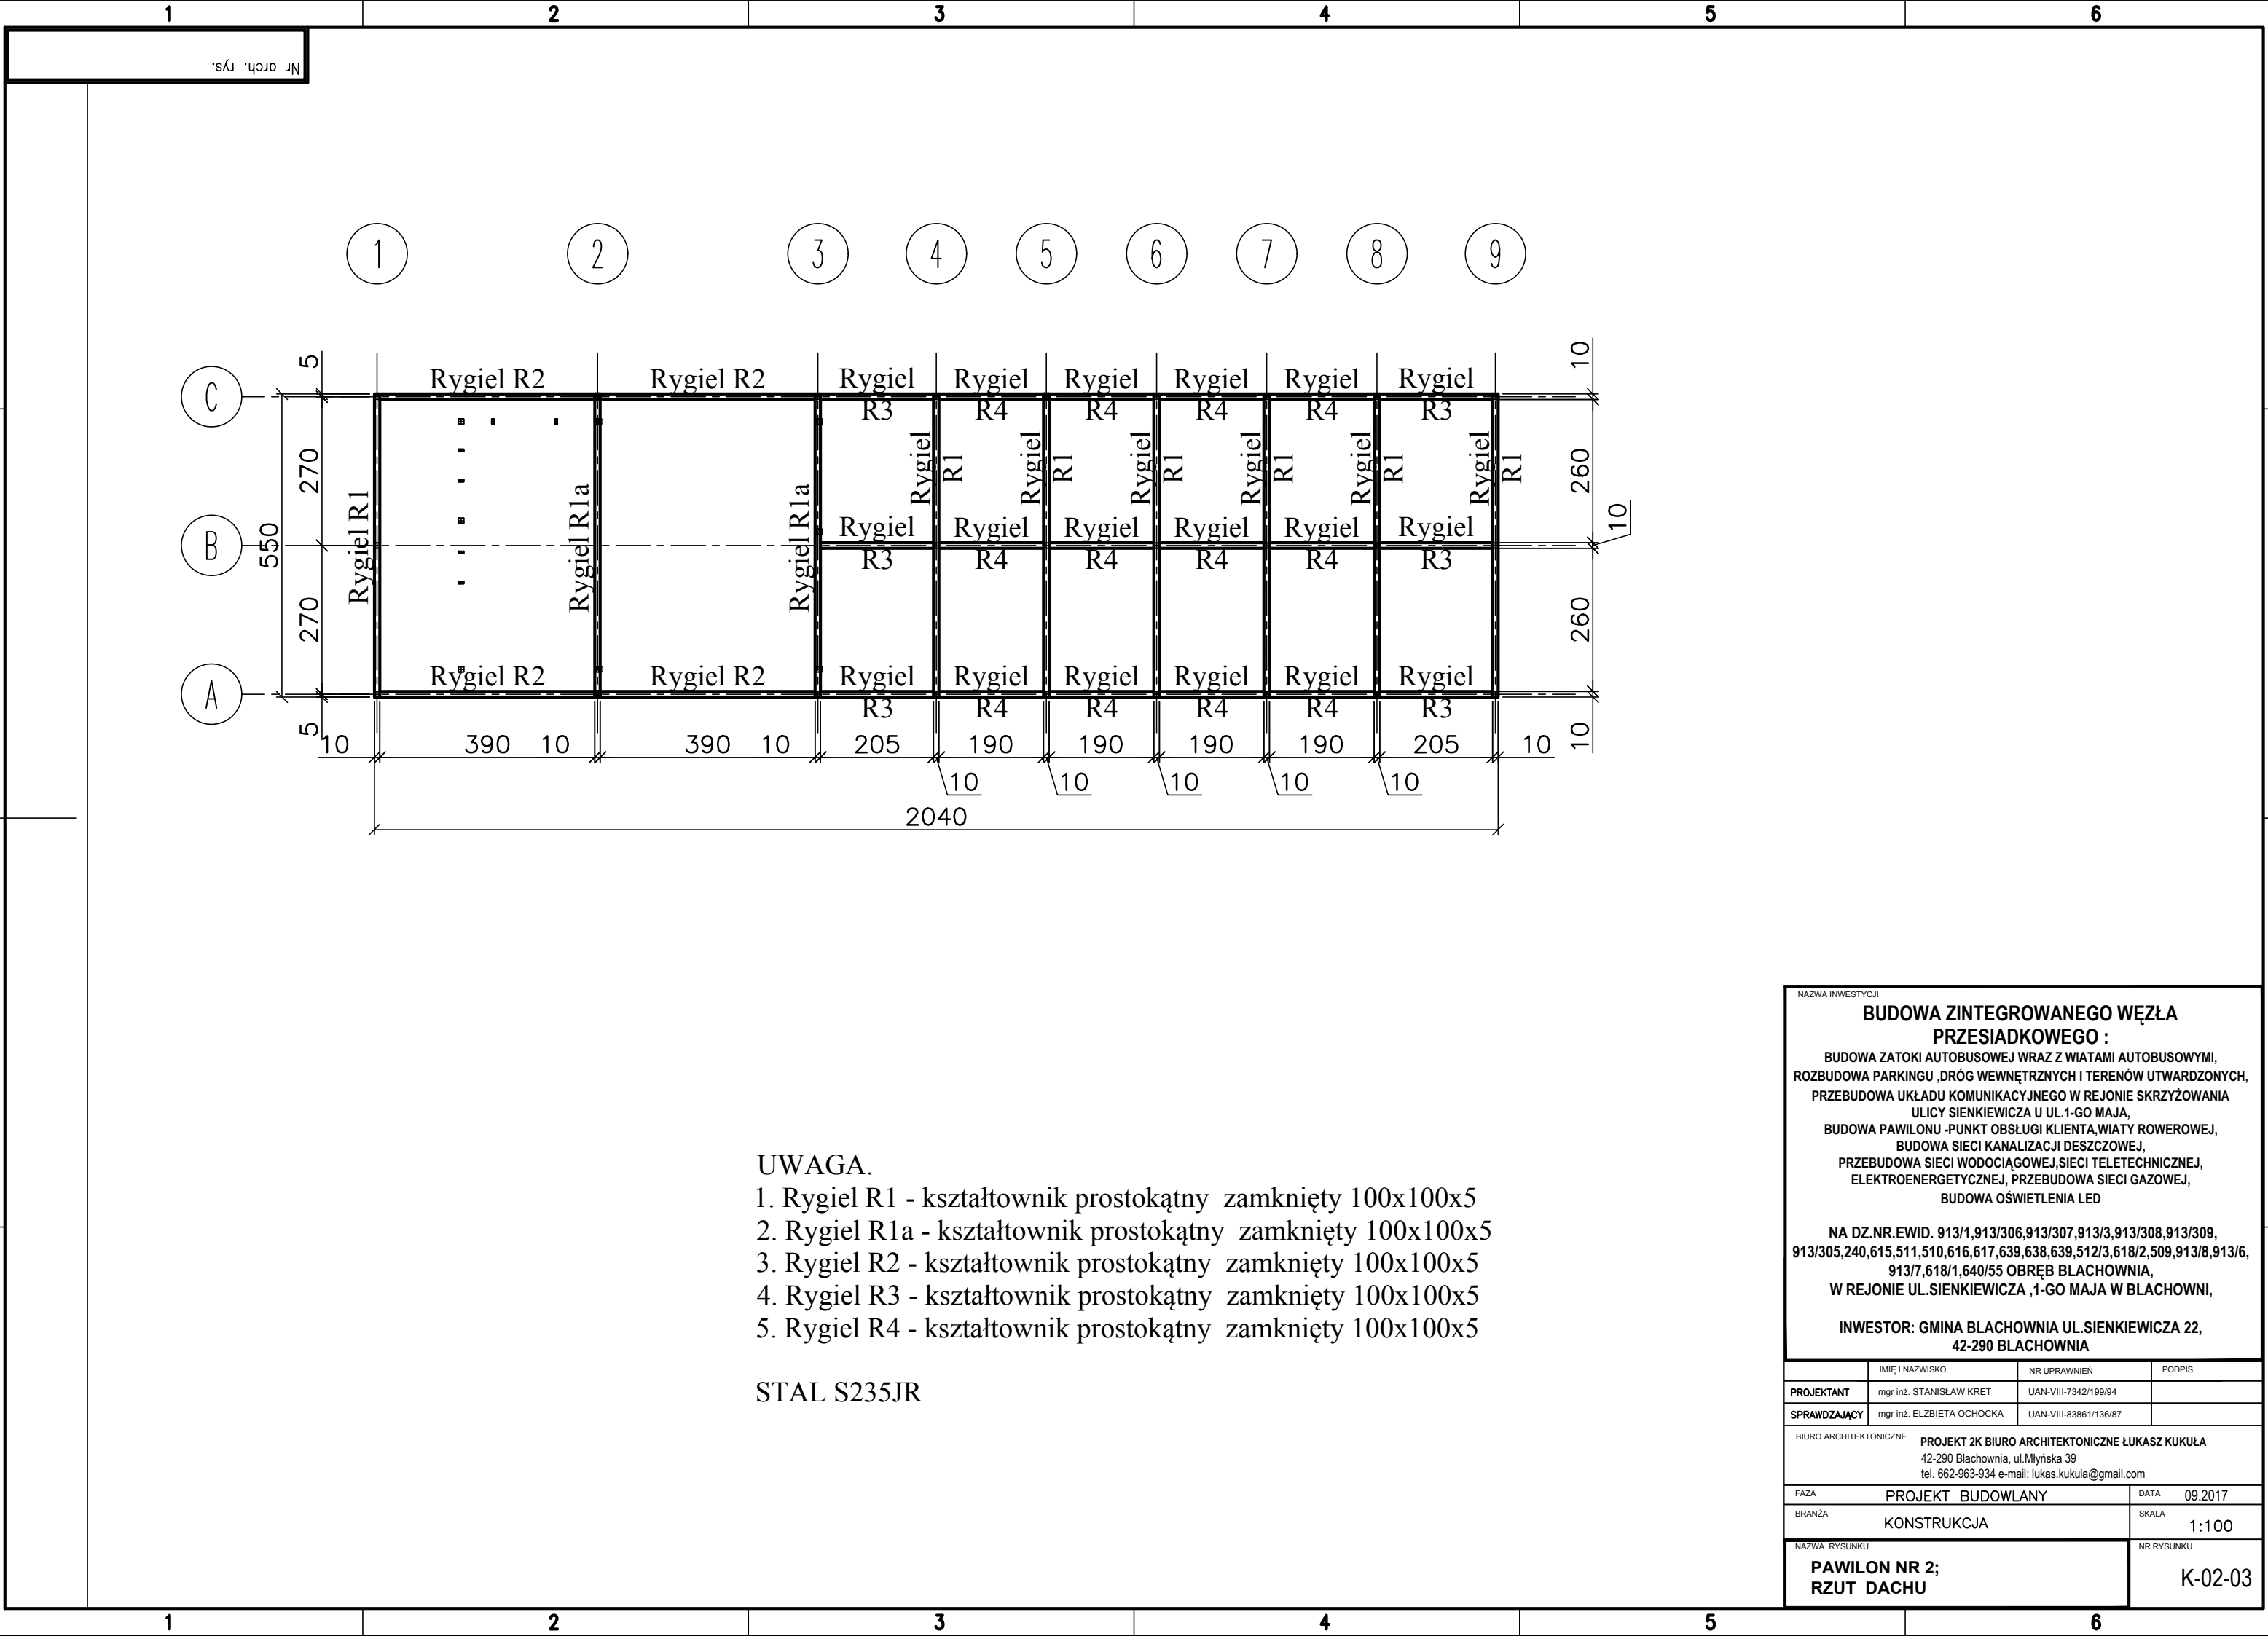 1 2 3 4 5 6
Nr arch. rys.
1 2 3 4 5 6 7 8 9
C
B
A
5
270
550
270
5
10
260
10
260
10
Rygiel R2 Rygiel R2 Rygiel Rygiel Rygiel Rygiel Rygiel Rygiel
R3 R4 R4 R4 R4 R3
Rygiel R1
Rygiel R1a
Rygiel R1a
Rygiel R1
Rygiel R1
Rygiel R1
Rygiel R1
Rygiel R1
Rygiel R1
Rygiel Rygiel Rygiel Rygiel Rygiel Rygiel
R3 R4 R4 R4 R4 R3
Rygiel R2 Rygiel R2 Rygiel Rygiel Rygiel Rygiel Rygiel Rygiel
R3 R4 R4 R4 R4 R3
10 390 10 390 10 205 190 190 190 190 205 10
10 10 10 10 10
2040
UWAGA.
1. Rygiel R1 - kształtownik prostokątny zamknięty 100x100x5
2. Rygiel R1a - kształtownik prostokątny zamknięty 100x100x5
3. Rygiel R2 - kształtownik prostokątny zamknięty 100x100x5
4. Rygiel R3 - kształtownik prostokątny zamknięty 100x100x5
5. Rygiel R4 - kształtownik prostokątny zamknięty 100x100x5
STAL S235JR
NAZWA INWESTYCJI
BUDOWA ZINTEGROWANEGO WĘZŁA
PRZESIADKOWEGO :
BUDOWA ZATOKI AUTOBUSOWEJ WRAZ Z WIATAMI AUTOBUSOWYMI,
ROZBUDOWA PARKINGU ,DRÓG WEWNĘTRZNYCH I TERENÓW UTWARDZONYCH,
PRZEBUDOWA UKŁADU KOMUNIKACYJNEGO W REJONIE SKRZYŻOWANIA
ULICY SIENKIEWICZA U UL.1-GO MAJA,
BUDOWA PAWILONU -PUNKT OBSŁUGI KLIENTA,WIATY ROWEROWEJ,
BUDOWA SIECI KANALIZACJI DESZCZOWEJ,
PRZEBUDOWA SIECI WODOCIĄGOWEJ,SIECI TELETECHNICZNEJ,
ELEKTROENERGETYCZNEJ, PRZEBUDOWA SIECI GAZOWEJ,
BUDOWA OŚWIETLENIA LED
NA DZ.NR.EWID. 913/1,913/306,913/307,913/3,913/308,913/309,
913/305,240,615,511,510,616,617,639,638,639,512/3,618/2,509,913/8,913/6,
913/7,618/1,640/55 OBRĘB BLACHOWNIA,
W REJONIE UL.SIENKIEWICZA ,1-GO MAJA W BLACHOWNI,
INWESTOR: GMINA BLACHOWNIA UL.SIENKIEWICZA 22,
42-290 BLACHOWNIA
IMIĘ I NAZWISKO NR UPRAWNIEŃ PODPIS
PROJEKTANT mgr inż. STANISŁAW KRET UAN-VIII-7342/199/94
SPRAWDZAJĄCY mgr inż. ELZBIETA OCHOCKA UAN-VIII-83861/136/87
BIURO ARCHITEKTONICZNE PROJEKT 2K BIURO ARCHITEKTONICZNE ŁUKASZ KUKUŁA
42-290 Blachownia, ul.Młyńska 39
tel. 662-963-934 e-mail: lukas.kukula@gmail.com
FAZA PROJEKT BUDOWLANY DATA 09.2017
BRANŻA KONSTRUKCJA SKALA 1:100
NAZWA RYSUNKU NR RYSUNKU
PAWILON NR 2;
RZUT DACHU
K-02-03
1 2 3 4 5 6